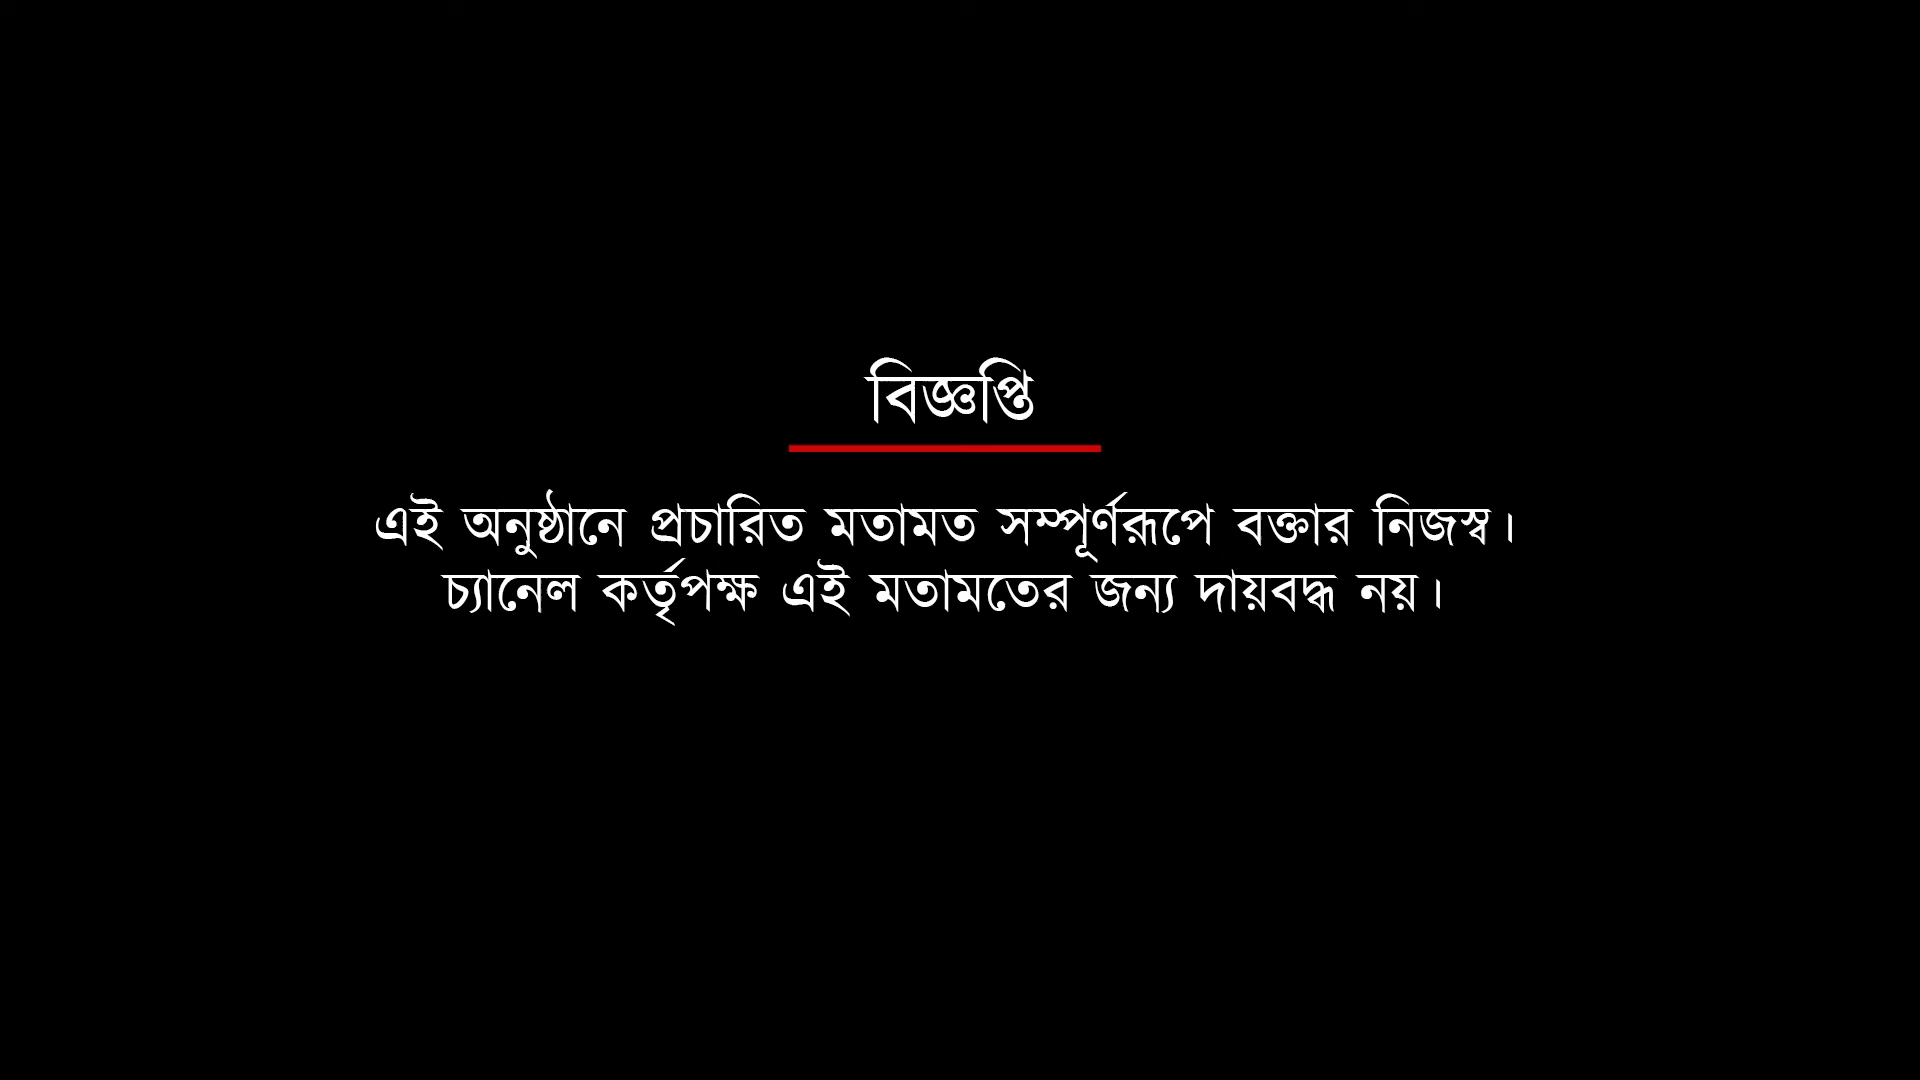 বিজ্ঞপ্তি
এই অনুষ্ঠানে প্রচারিত মতামত সম্পূর্ণরূপে বক্তার নিজস্ব।
চ্যানেল কর্তৃপক্ষ এই মতামতের জন্য দায়বদ্ধ নয়।